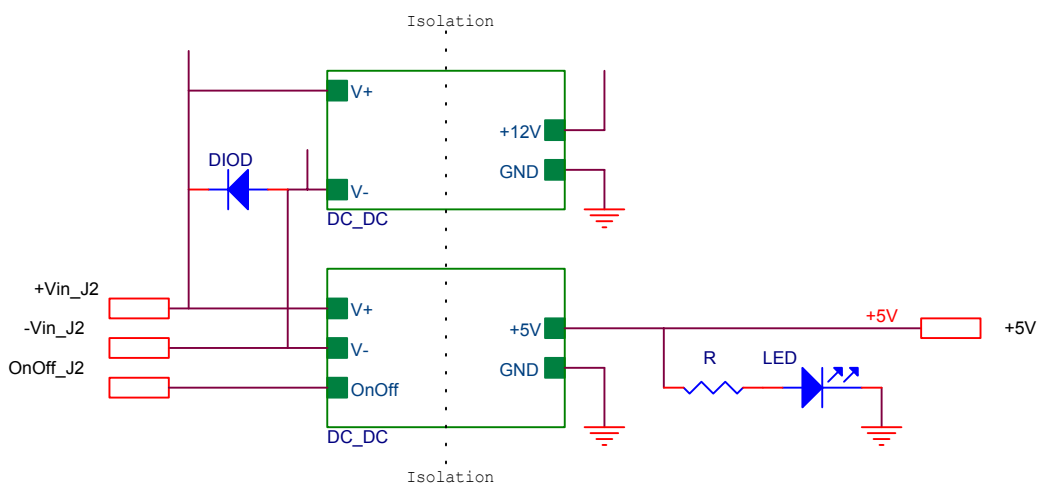 Isolation
V+
+12V
DIOD
GND
V-
DC_DC
+Vin_J2
V+
+5V
+5V
+5V
-Vin_J2
V-
R
LED
OnOff_J2
GND
OnOff
DC_DC
Isolation